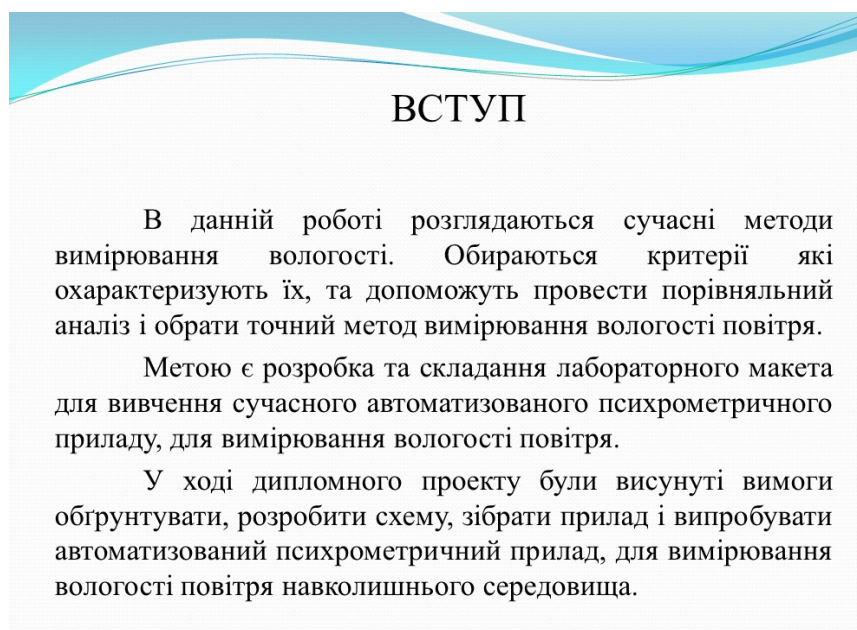 ВСТУП
В данній роботі розглядаються сучасні методи
вимірювання вологості. Обираються критерії які
охарактеризують їх, та допоможуть провести порівняльний
аналіз і обрати точний метод вимірювання вологості повітря.
Метою є розробка та складання лабораторного макета
для вивчення сучасного автоматизованого психрометричного
приладу, для вимірювання вологості повітря.
У ході дипломного проекту були висунуті вимоги
обґрунтувати, розробити схему, зібрати прилад і випробувати
автоматизований психрометричний прилад, для вимірювання
вологості повітря навколишнього середовища.